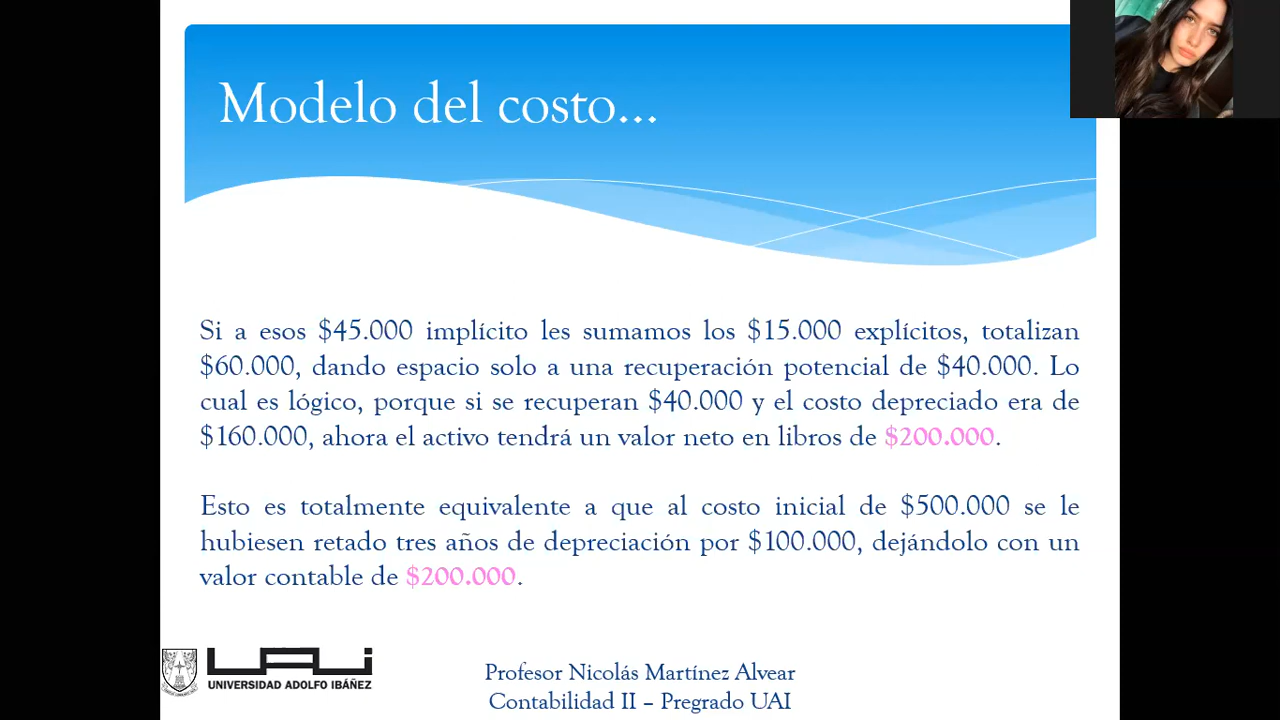 Modelo del costo...
Si a esos $45.000 implícito les sumamos los $15.000 explícitos, totalizan
$60.000, dando espacio solo a una recuperación potencial de $40.000. Lo
cual es lógico, porque si se recuperan $40.000 y el costo depreciado era de
$160.000, ahora el activo tendrá un valor neto en libros de $200.000.
Esto es totalmente equivalente a que al costo inicial de $500.000 se le
hubiesen retado tres años de depreciación por $100.000, dejándolo con un
valor contable de $200.000.
UAI
UNIVERSIDAD ADOLFO IBÁÑEZ
Profesor Nicolás Martínez Alvear
Contabilidad II – Pregrado UAI